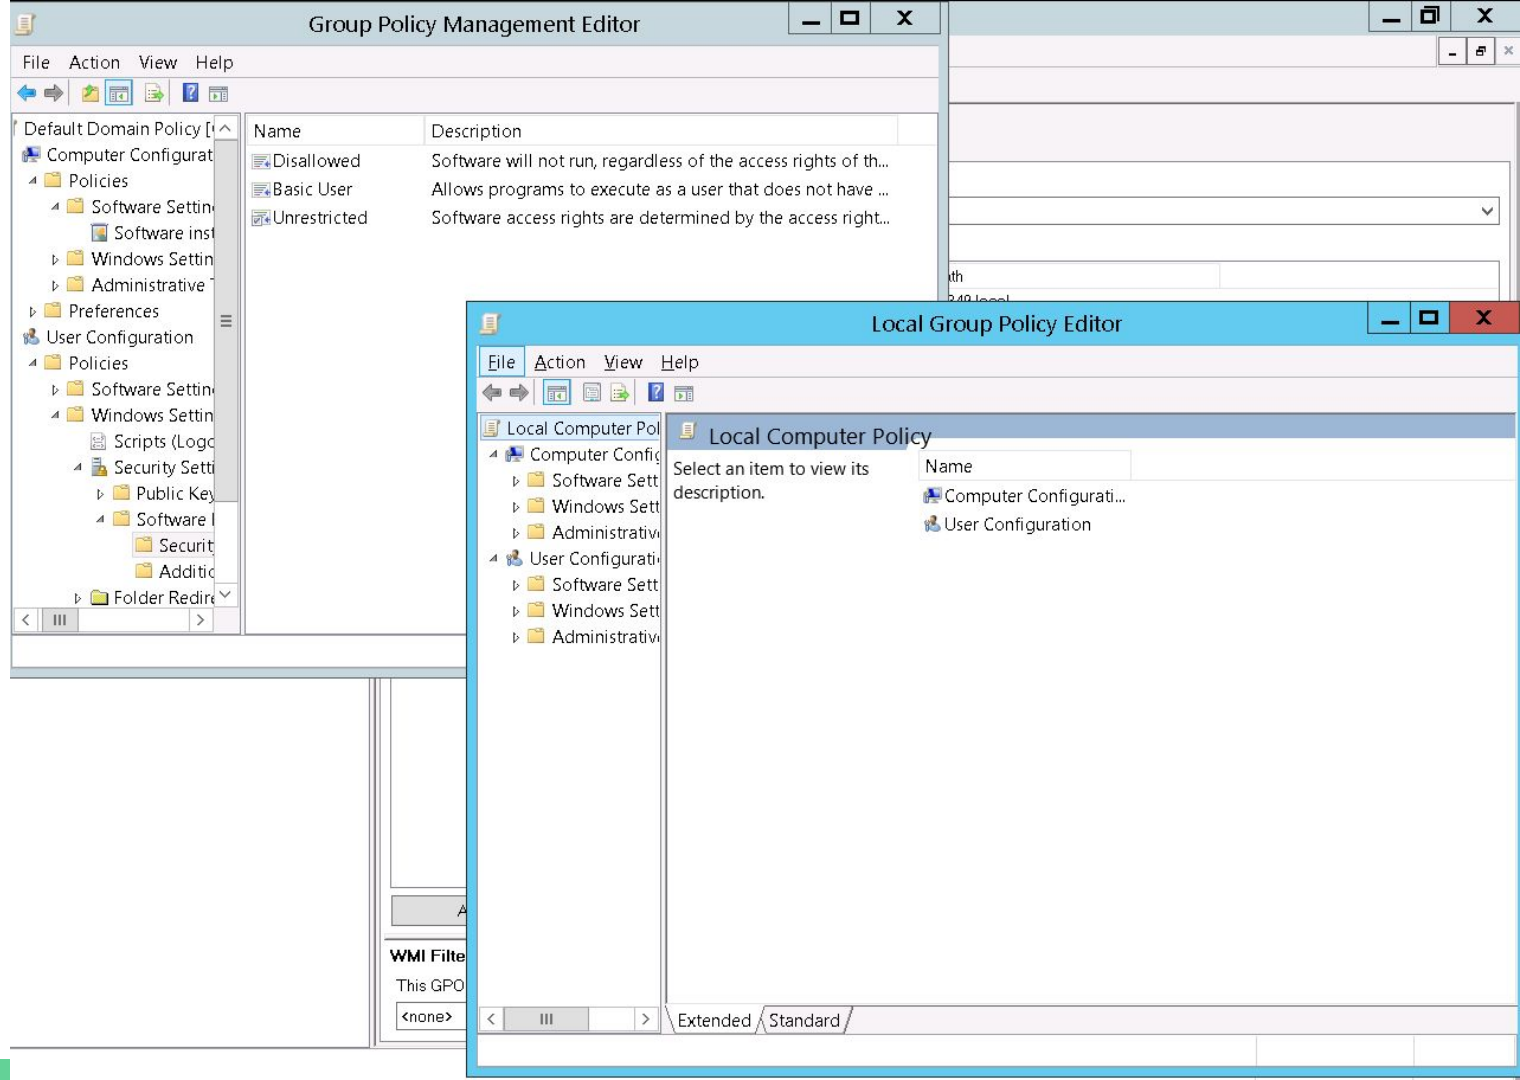 Group Policy Management Editor
File Action View Help
Default Domain Policy [
Computer Configurat
Policies
Software Settin
Software inst
Windows Settin
Administrative T
Preferences
User Configuration
Policies
Software Settin
Windows Settin
Scripts (Logo
Security Setti
Public Key
Software
Securit
Additio
Folder Redire
Name Description
Disallowed Software will not run, regardless of the access rights of th...
Basic User Allows programs to execute as a user that does not have ...
Unrestricted Software access rights are determined by the access right...
ath
349.local
WMI Filte
This GPO
<none>
Local Group Policy Editor
File Action View Help
Local Computer Pol
Computer Config
Software Sett
Windows Sett
Administrativ
User Configurati
Software Sett
Windows Sett
Administrativ
Local Computer Policy
Select an item to view its
description.
Name
Computer Configurati...
User Configuration
Extended Standard